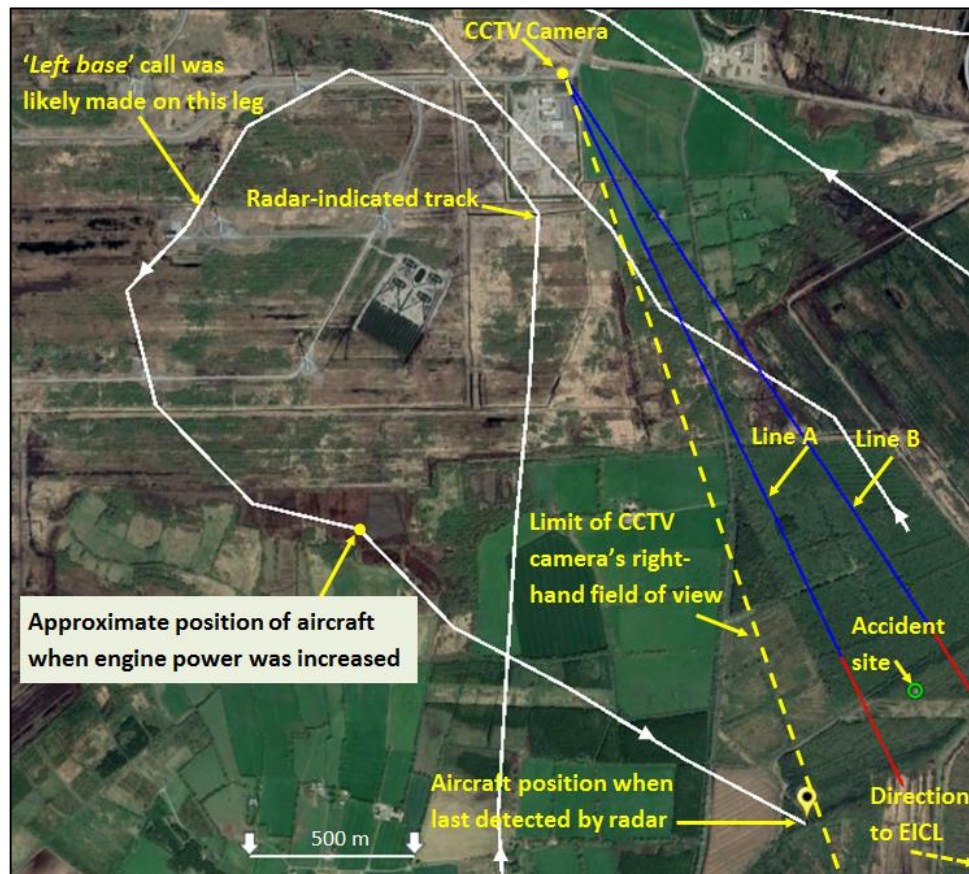 CCTV Camera
‘Left base’ call was
likely made on this leg
Radar-indicated track
Line A
Line B
Limit of CCTV
camera’s right-
hand field of view
Approximate position of aircraft
when engine power was increased
Accident
site
Aircraft position when
last detected by radar
Direction
to EICL
500 m